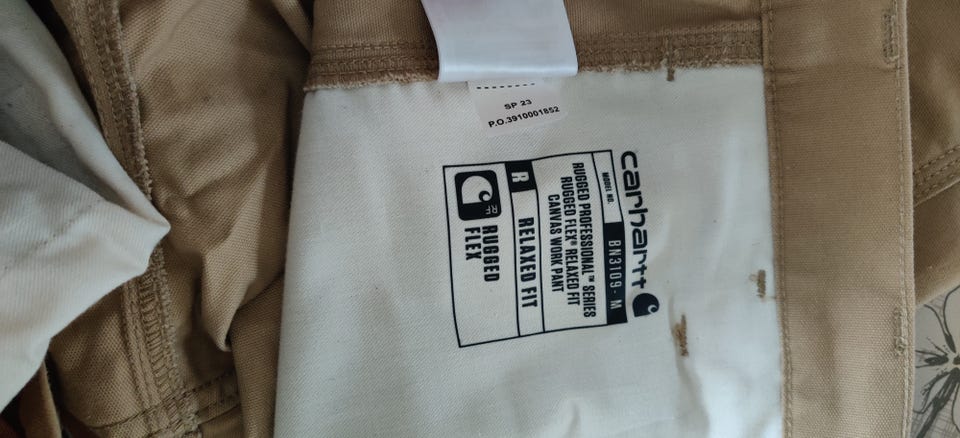 SP 23
P.O.3910001852
carhartt
MODEL NO. BN3109-M
RUGGED PROFESSIONAL™ SERIES
RUGGED FLEX® RELAXED FIT
CANVAS WORK PANT
R RELAXED FIT
RF RUGGED
FLEX